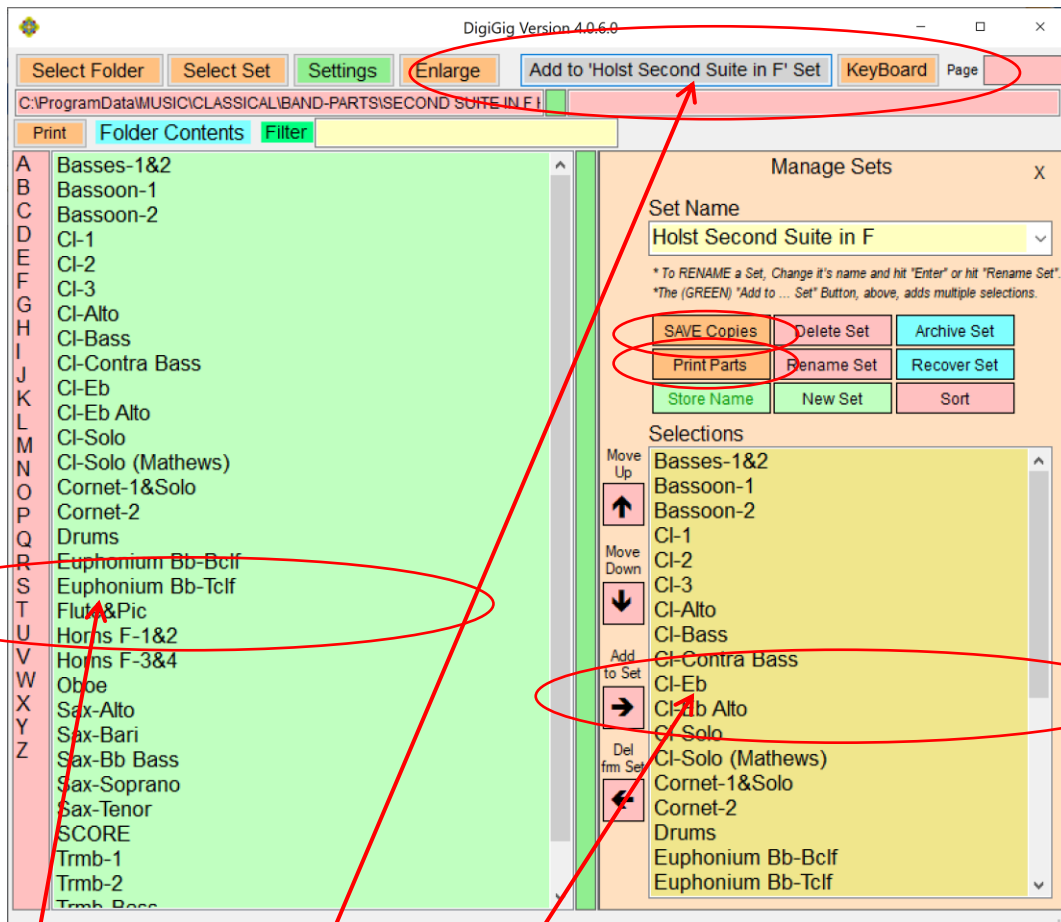 DigiGig Version 4.0.6.0
Select Folder Select Set Settings Enlarge Add to 'Holst Second Suite in F' Set KeyBoard Page
C:\ProgramData\MUSIC\CLASSICAL\BAND-PARTS\SECOND SUITE IN F
Print Folder Contents Filter
A
B
C
D
E
F
G
H
I
J
K
L
M
N
O
P
Q
R
S
T
U
V
W
X
Y
Z
Basses-1&2
Bassoon-1
Bassoon-2
Cl-1
Cl-2
Cl-3
Cl-Alto
Cl-Bass
Cl-Contra Bass
Cl-Eb
Cl-Eb Alto
Cl-Solo
Cl-Solo (Mathews)
Cornet-1&Solo
Cornet-2
Drums
Euphonium Bb-Bclf
Euphonium Bb-Tclf
Flute&Pic
Horns F-1&2
Horns F-3&4
Oboe
Sax-Alto
Sax-Bari
Sax-Bb Bass
Sax-Soprano
Sax-Tenor
SCORE
Trmb-1
Trmb-2
Trmb-Bass
Manage Sets X
Set Name
Holst Second Suite in F
* To RENAME a Set, Change it's name and hit "Enter" or hit "Rename Set".
*The (GREEN) "Add to ... Set" Button, above, adds multiple selections.
SAVE Copies Delete Set Archive Set
Print Parts Rename Set Recover Set
Store Name New Set Sort
Selections
Move
Up
Move
Down
Add
to Set
Del
frm Set
Basses-1&2
Bassoon-1
Bassoon-2
Cl-1
Cl-2
Cl-3
Cl-Alto
Cl-Bass
Cl-Contra Bass
Cl-Eb
Cl-Eb Alto
Cl-Solo
Cl-Solo (Mathews)
Cornet-1&Solo
Cornet-2
Drums
Euphonium Bb-Bclf
Euphonium Bb-Tclf